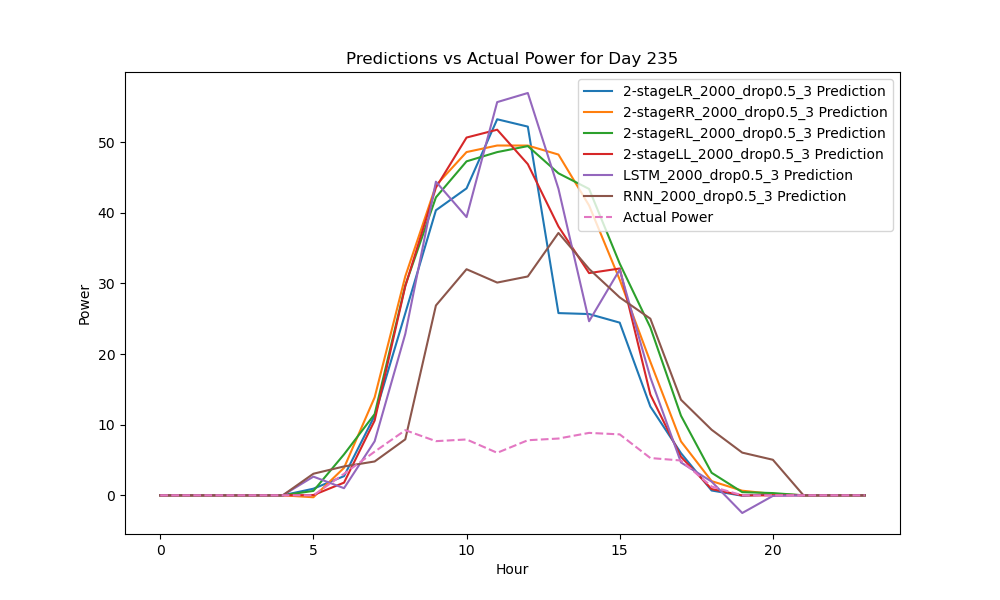 Predictions vs Actual Power for Day 235
2-stageLR_2000_drop0.5_3 Prediction
2-stageRR_2000_drop0.5_3 Prediction
2-stageRL_2000_drop0.5_3 Prediction
2-stageLL_2000_drop0.5_3 Prediction
LSTM_2000_drop0.5_3 Prediction
RNN_2000_drop0.5_3 Prediction
Actual Power
Power
50
40
30
20
10
0
0 5 10 15 20
Hour